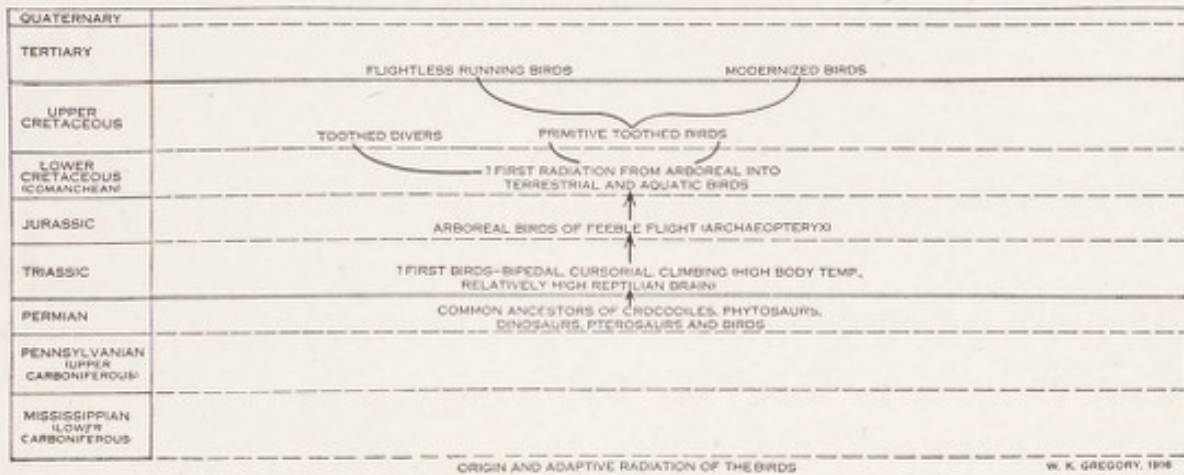 QUATERNARY
TERTIARY
FLIGHTLESS RUNNING BIRDS
MODERNIZED BIRDS
UPPER
CRETACEOUS
TOOTHED DIVERS
PRIMITIVE TOOTHED BIRDS
LOWER
CRETACEOUS
(COMANCHEAN)
?FIRST RADIATION FROM ARBOREAL INTO
TERRESTRIAL AND AQUATIC BIRDS
JURASSIC
ARBOREAL BIRDS OF FEEBLE FLIGHT (ARCHAEOPTERYX)
TRIASSIC
?FIRST BIRDS-BIPEDAL, CURSORIAL, CLIMBING (HIGH BODY TEMP.,
RELATIVELY HIGH REPTILIAN BRAIN)
PERMIAN
COMMON ANCESTORS OF CROCODILES, PHYTOSAURS,
DINOSAURS, PTEROSAURS AND BIRDS
PENNSYLVANIAN
(UPPER
CARBONIFEROUS)
MISSISSIPPIAN
(LOWER
CARBONIFEROUS
ORIGIN AND ADAPTIVE RADIATION OF THE BIRDS
W. K. GREGORY, 1916